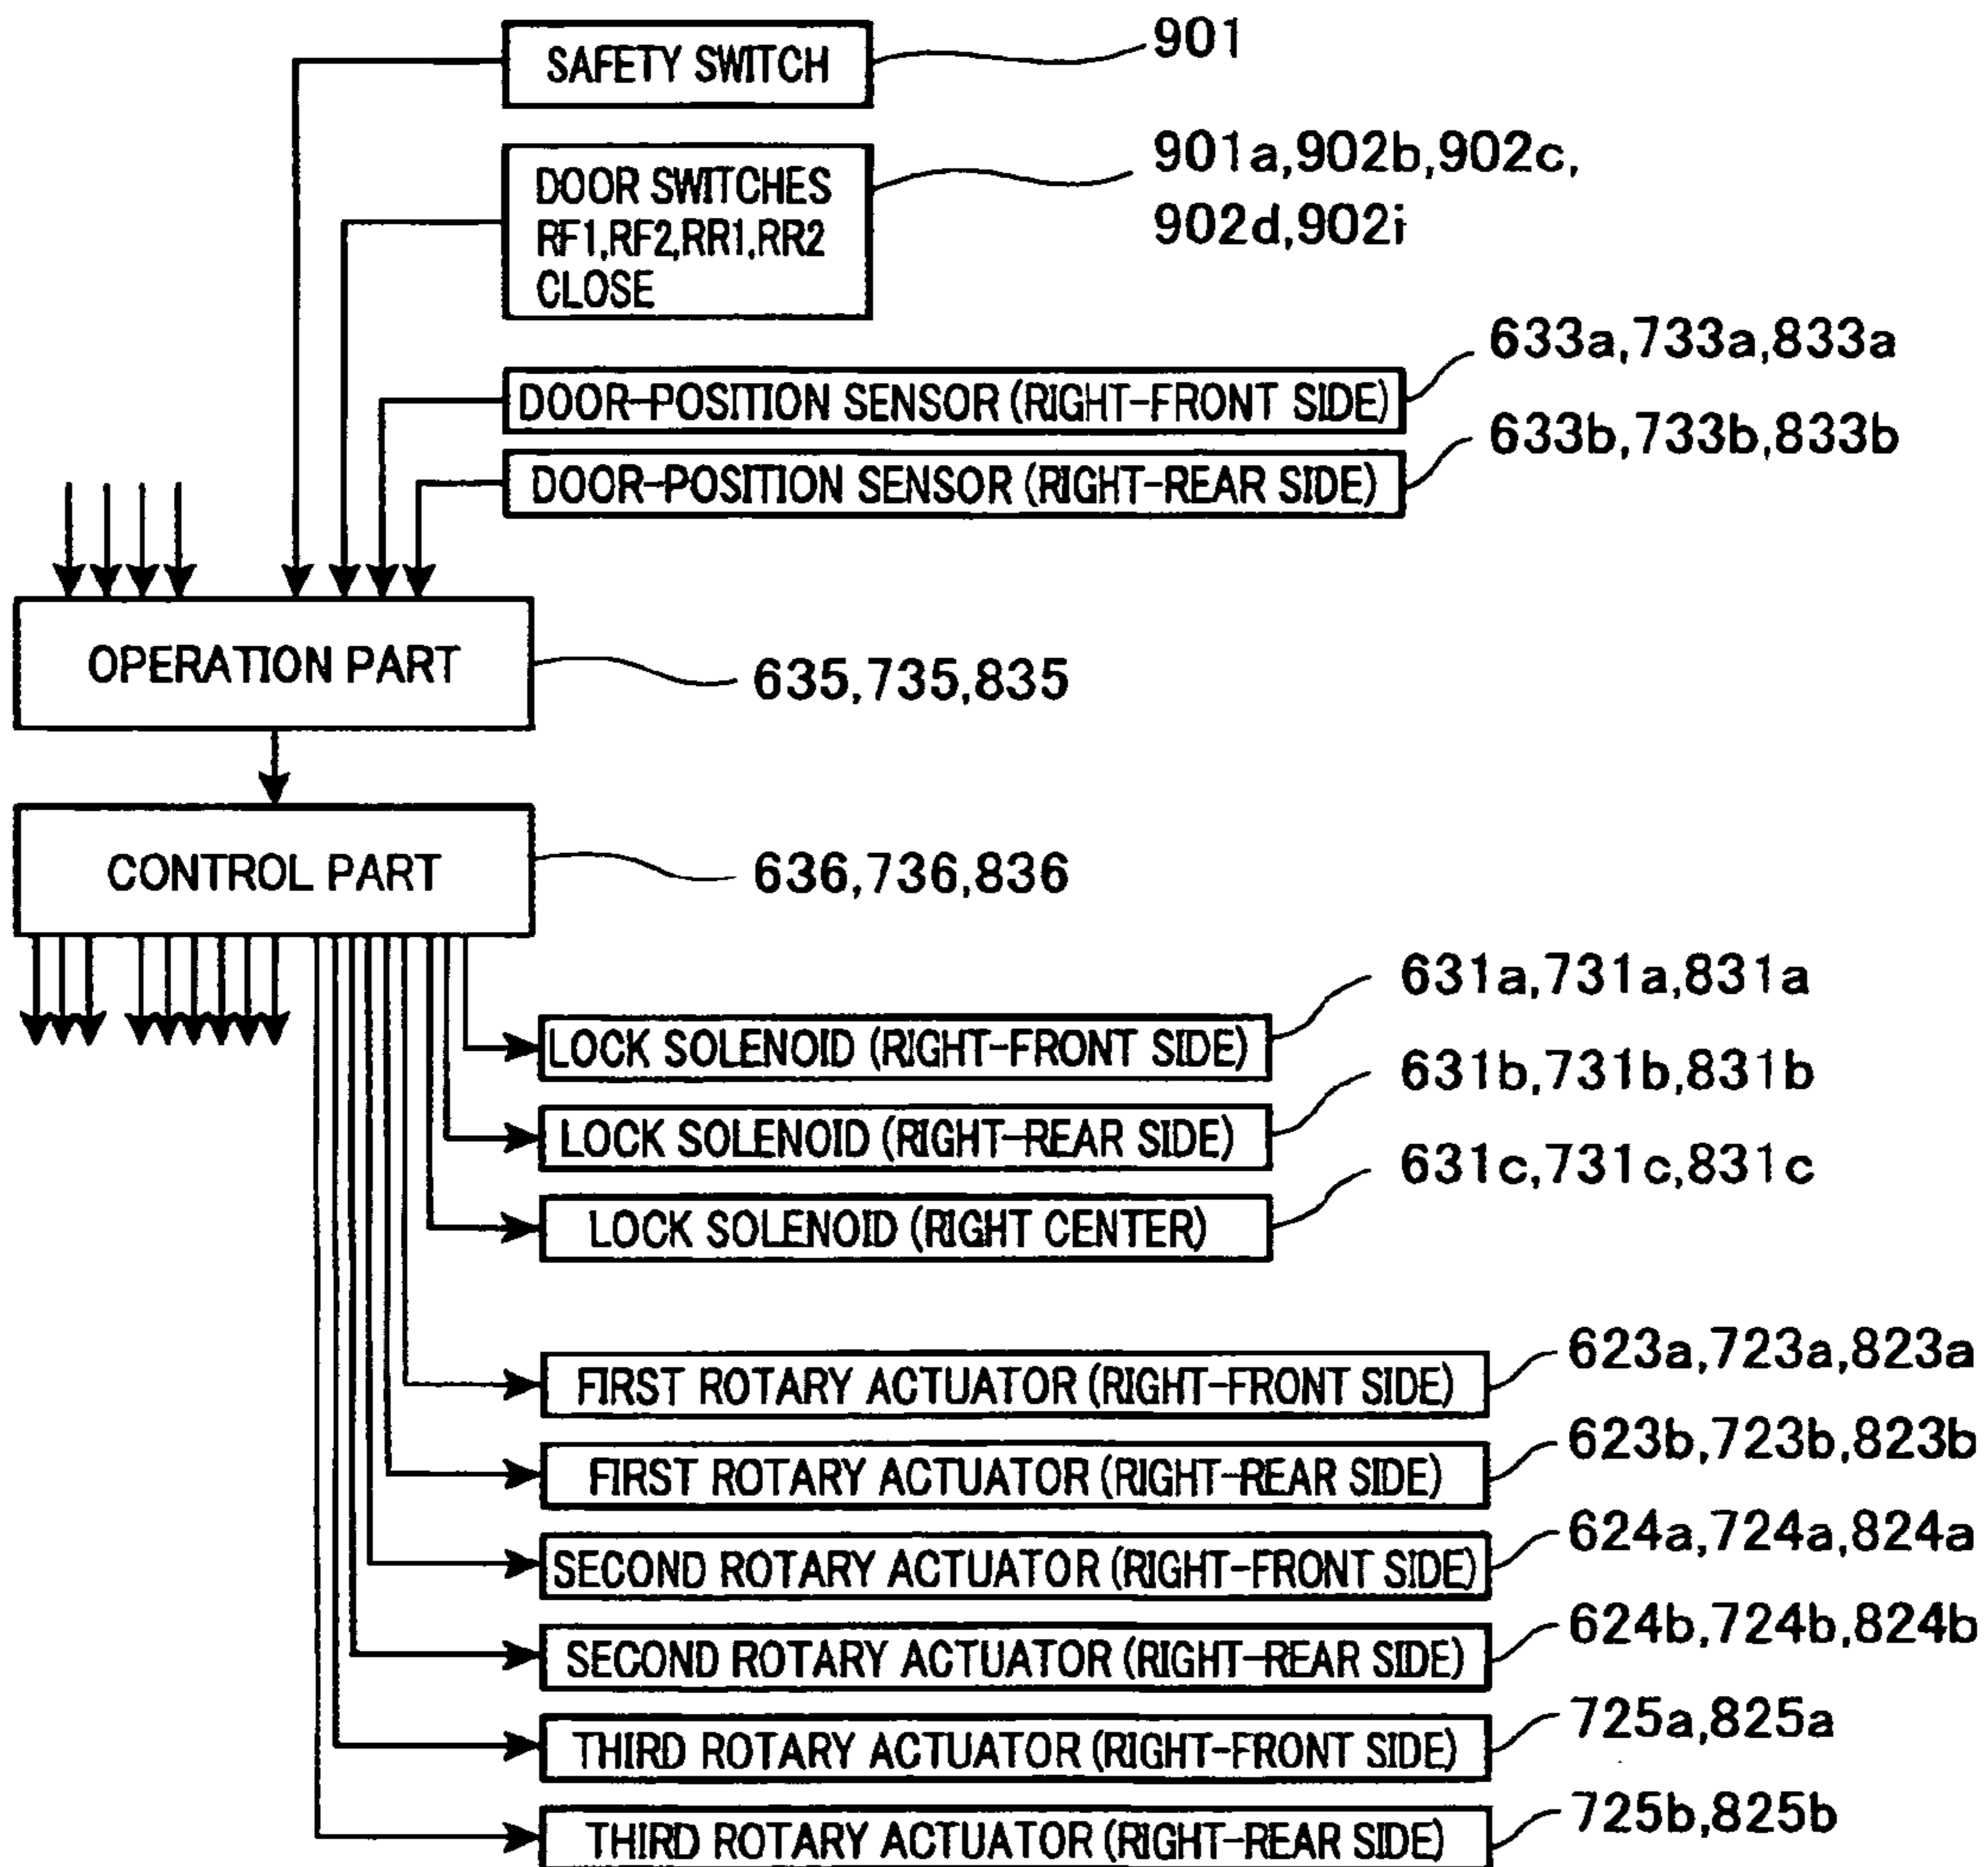 SAFETY SWITCH
901
DOOR SWITCHES
RF1,RF2,RR1,RR2
CLOSE
901a,902b,902c,
902d,902i
DOOR-POSITION SENSOR (RIGHT-FRONT SIDE)
633a,733a,833a
DOOR-POSITION SENSOR (RIGHT-REAR SIDE)
633b,733b,833b
OPERATION PART
635,735,835
CONTROL PART
636,736,836
LOCK SOLENOID (RIGHT-FRONT SIDE)
631a,731a,831a
LOCK SOLENOID (RIGHT-REAR SIDE)
631b,731b,831b
LOCK SOLENOID (RIGHT CENTER)
631c,731c,831c
FIRST ROTARY ACTUATOR (RIGHT-FRONT SIDE)
623a,723a,823a
FIRST ROTARY ACTUATOR (RIGHT-REAR SIDE)
623b,723b,823b
SECOND ROTARY ACTUATOR (RIGHT-FRONT SIDE)
624a,724a,824a
SECOND ROTARY ACTUATOR (RIGHT-REAR SIDE)
624b,724b,824b
THIRD ROTARY ACTUATOR (RIGHT-FRONT SIDE)
725a,825a
THIRD ROTARY ACTUATOR (RIGHT-REAR SIDE)
725b,825b